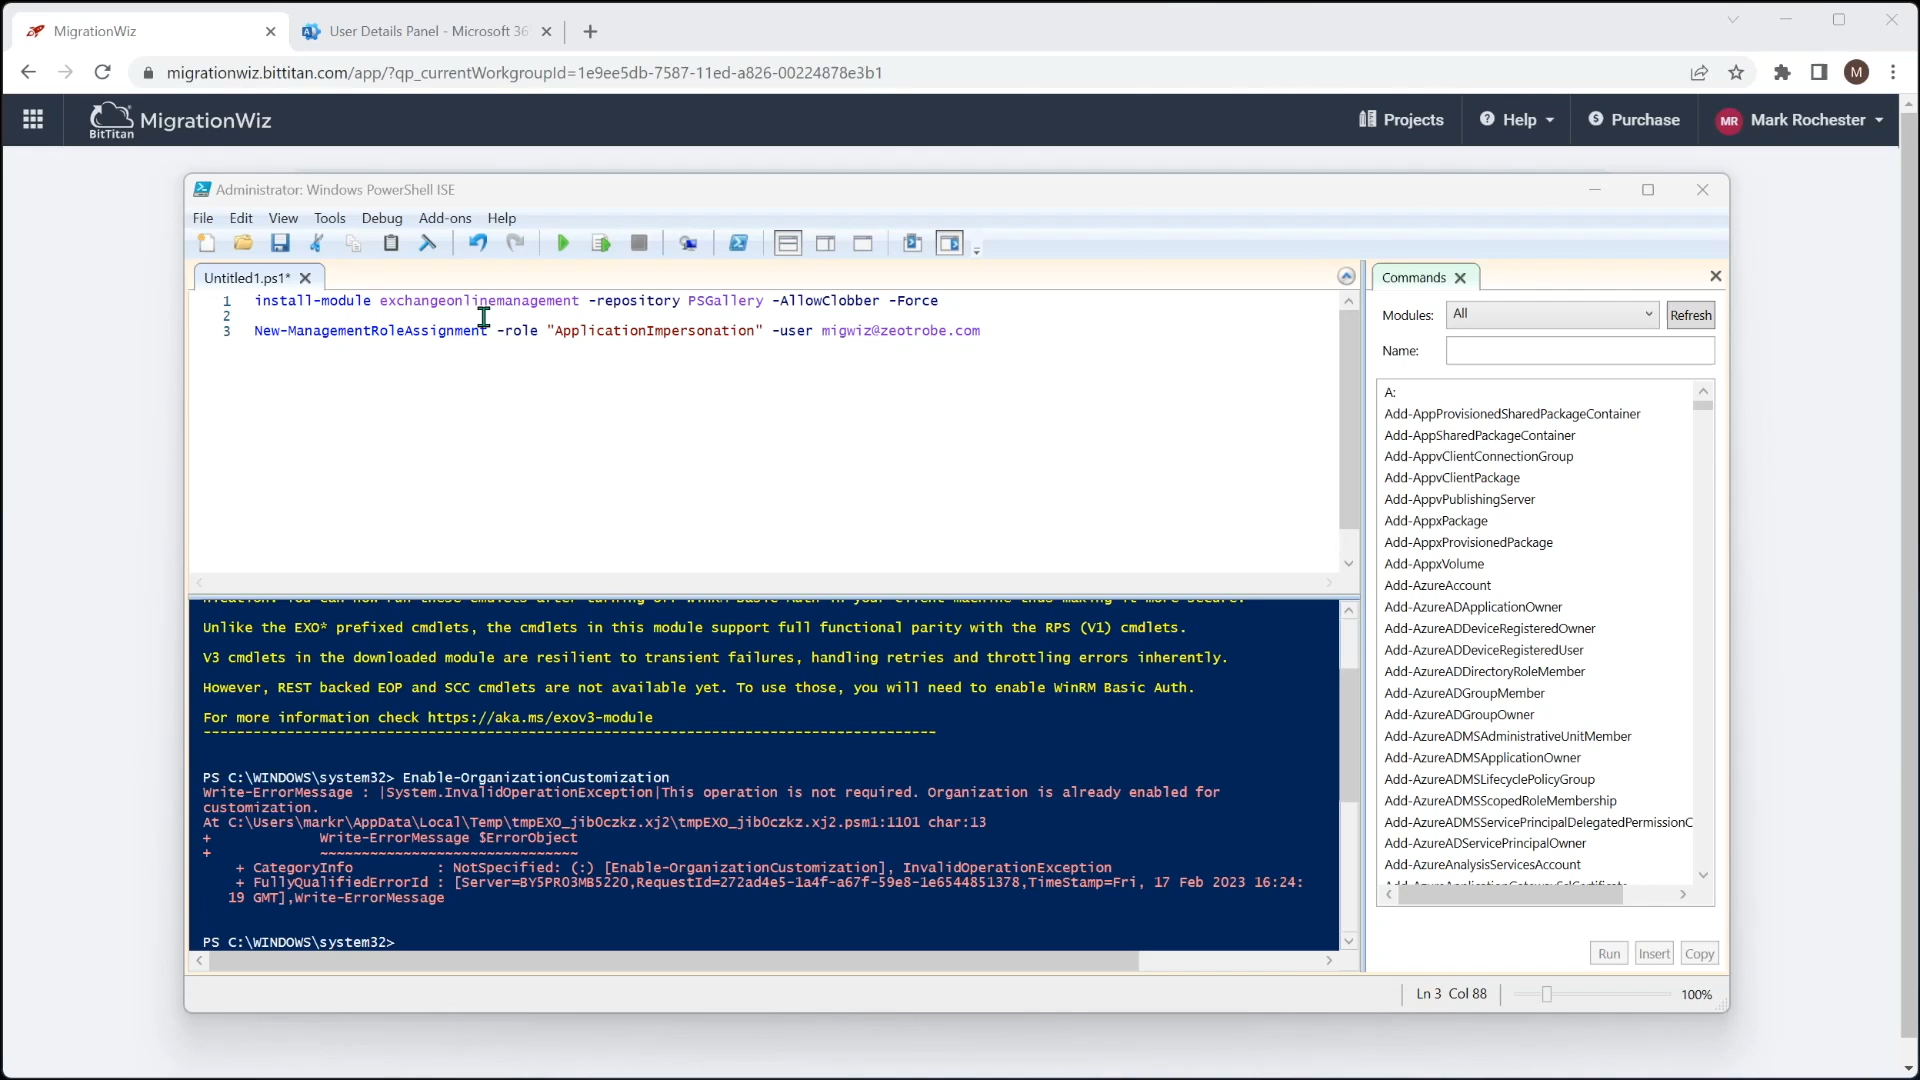 MigrationWiz
User Details Panel - Microsoft 36
migrationwiz.bittitan.com/app/?qp_currentWorkgroupId=1e9ee5db-7587-11ed-a826-00224878e3b1
M
BitTitan MigrationWiz
Projects
Help
Purchase
MR Mark Rochester
Administrator: Windows PowerShell ISE
File Edit View Tools Debug Add-ons Help
Untitled1.ps1*
1 install-module exchangeonlinemanagement -repository PSGallery -AllowClobber -Force
2
3 New-ManagementRoleAssignment -role "ApplicationImpersonation" -user migwiz@zeotrobe.com
Unlike the EXO* prefixed cmdlets, the cmdlets in this module support full functional parity with the RPS (V1) cmdlets.
V3 cmdlets in the downloaded module are resilient to transient failures, handling retries and throttling errors inherently.
However, REST backed EOP and SCC cmdlets are not available yet. To use those, you will need to enable WinRM Basic Auth.
For more information check https://aka.ms/exov3-module
----------------------------------------------------------------------------------------
PS C:\WINDOWS\system32> Enable-OrganizationCustomization
Write-ErrorMessage : |System.InvalidOperationException|This operation is not required. Organization is already enabled for
customization.
At C:\Users\markr\AppData\Local\Temp\tmpEXO_jib0czkz.xj2\tmpEXO_jib0czkz.xj2.psm1:1101 char:13
+ Write-ErrorMessage $ErrorObject
+ ~~~~~~~~~~~~~~~~~~~~~~~~~~~~~~~
+ CategoryInfo : NotSpecified: (:) [Enable-OrganizationCustomization], InvalidOperationException
+ FullyQualifiedErrorId : [Server=BY5PR03MB5220,RequestId=272ad4e5-1a4f-a67f-59e8-1e6544851378,TimeStamp=Fri, 17 Feb 2023 16:24:
19 GMT],Write-ErrorMessage
PS C:\WINDOWS\system32>
Commands
Modules: All Refresh
Name:
A:
Add-AppProvisionedSharedPackageContainer
Add-AppSharedPackageContainer
Add-AppvClientConnectionGroup
Add-AppvClientPackage
Add-AppvPublishingServer
Add-AppxPackage
Add-AppxProvisionedPackage
Add-AppxVolume
Add-AzureAccount
Add-AzureADApplicationOwner
Add-AzureADDeviceRegisteredOwner
Add-AzureADDeviceRegisteredUser
Add-AzureADDirectoryRoleMember
Add-AzureADGroupMember
Add-AzureADGroupOwner
Add-AzureADMSAdministrativeUnitMember
Add-AzureADMSApplicationOwner
Add-AzureADMSLifecyclePolicyGroup
Add-AzureADMSScopedRoleMembership
Add-AzureADMSServicePrincipalDelegatedPermissionC
Add-AzureADServicePrincipalOwner
Add-AzureAnalysisServicesAccount
Run Insert Copy
Ln 3 Col 88
100%